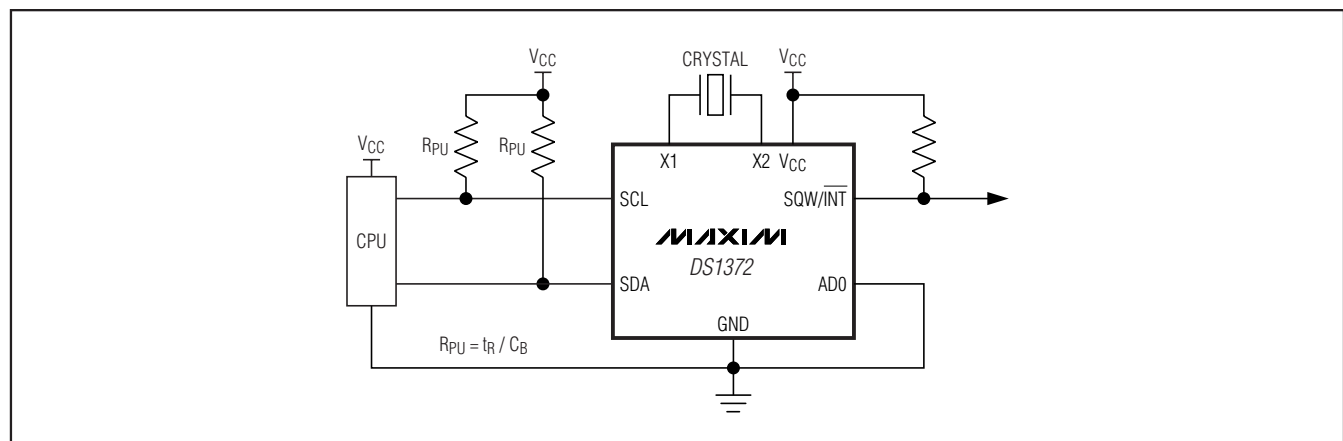 VCC
CRYSTAL
VCC
VCC
RPU
RPU
X1
X2
VCC
SCL
SQW/INT
CPU
MAXIM
DS1372
SDA
AD0
GND
RPU = tR / CB